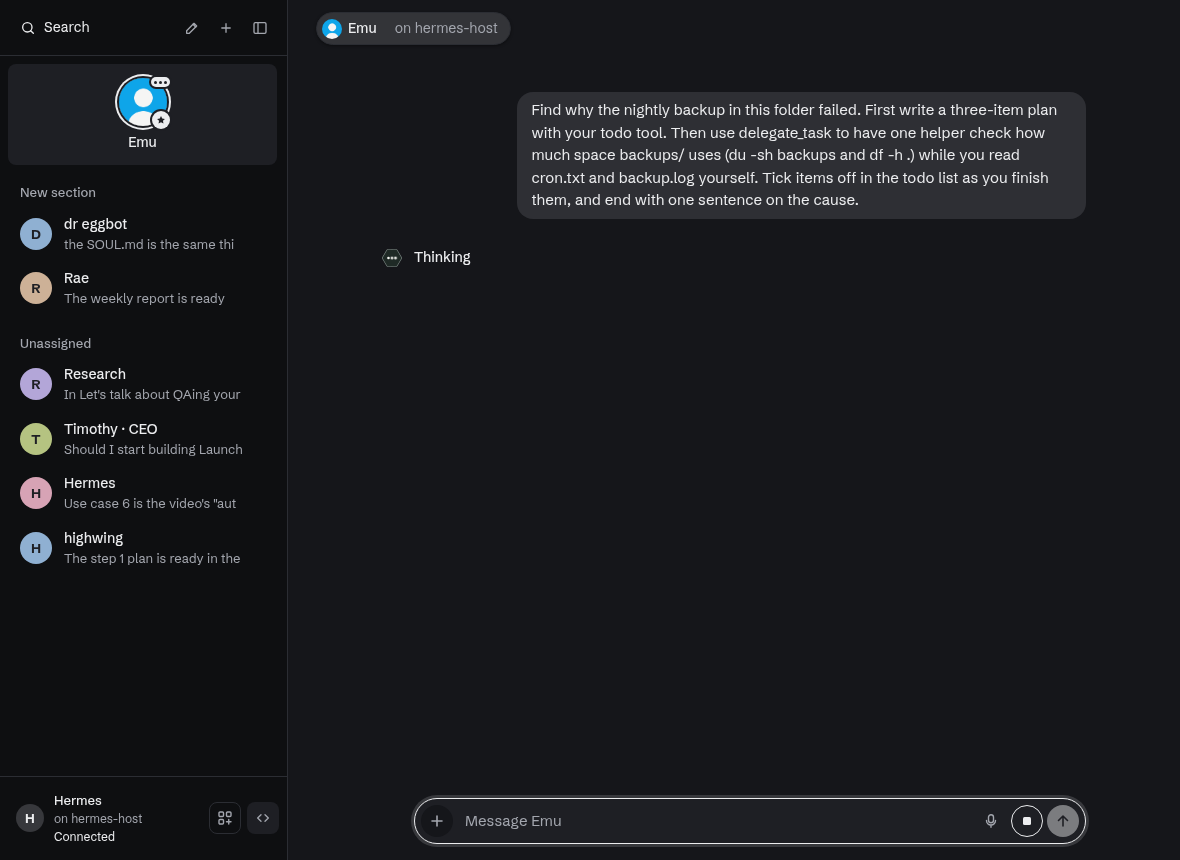 Search
Emu
New section
D
dr eggbot
the SOUL.md is the same thi
R
Rae
The weekly report is ready
Unassigned
R
Research
In Let's talk about QAing your
T
Timothy · CEO
Should I start building Launch
H
Hermes
Use case 6 is the video's "aut
H
highwing
The step 1 plan is ready in the
H
Hermes
on hermes-host
Connected
Emu on hermes-host
Find why the nightly backup in this folder failed. First write a three-item plan
with your todo tool. Then use delegate_task to have one helper check how
much space backups/ uses (du -sh backups and df -h .) while you read
cron.txt and backup.log yourself. Tick items off in the todo list as you finish
them, and end with one sentence on the cause.
Thinking
Message Emu